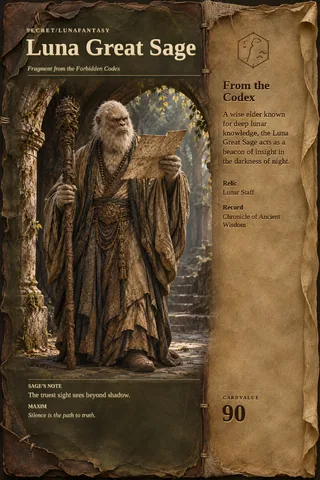 SECRET/LUNAFANTASY
Luna Great Sage
Fragment from the Forbidden Codex
From the
Codex
A wise elder known
for deep lunar
knowledge, the Luna
Great Sage acts as a
beacon of insight in
the darkness of night.
Relic
Lunar Staff
Record
Chronicle of Ancient
Wisdom
SAGE'S NOTE
The truest sight sees beyond shadow.
MAXIM
Silence is the path to truth.
CARDVALUE
90